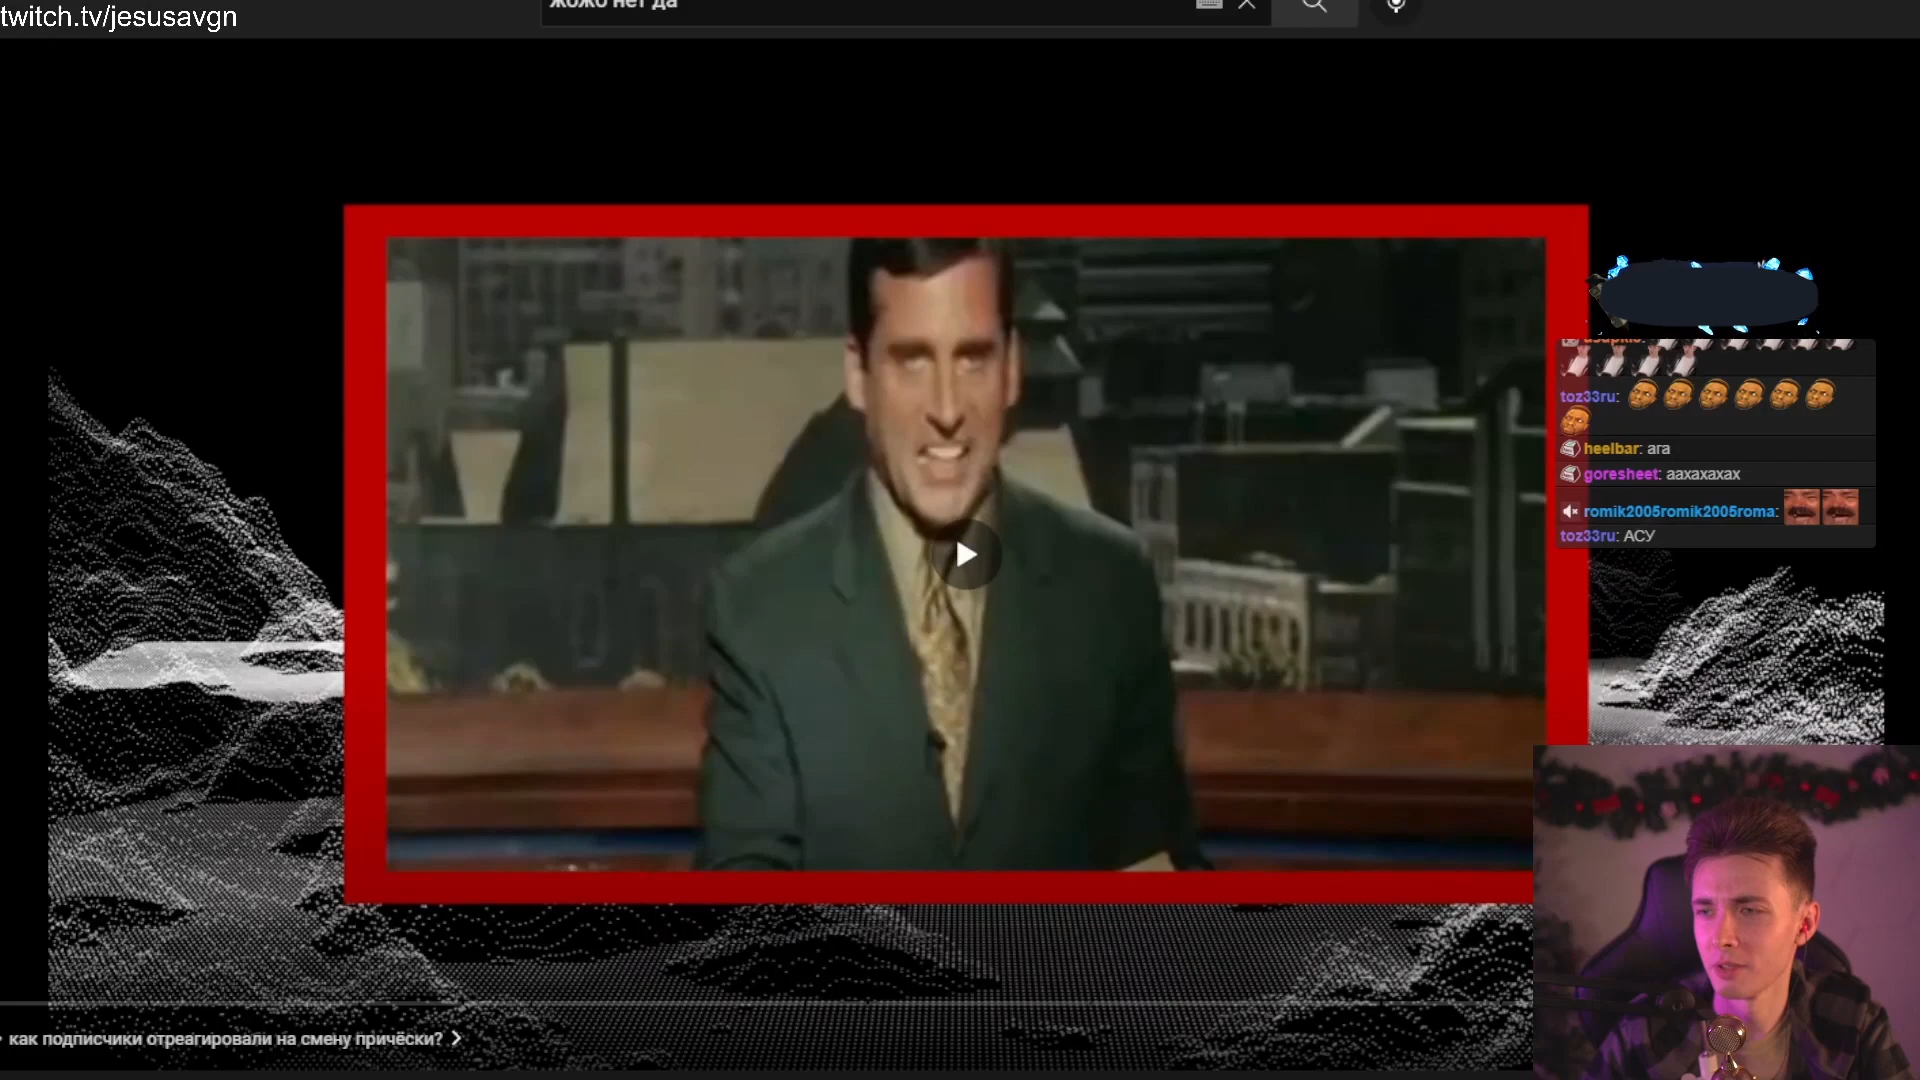 twitch.tv/jesusavgn
жожо нет да
toz33ru:
heelbar: ага
goresheet: аахахахах
romik2005romik2005roma:
toz33ru: АСУ
как подписчики отреагировали на смену причёски?